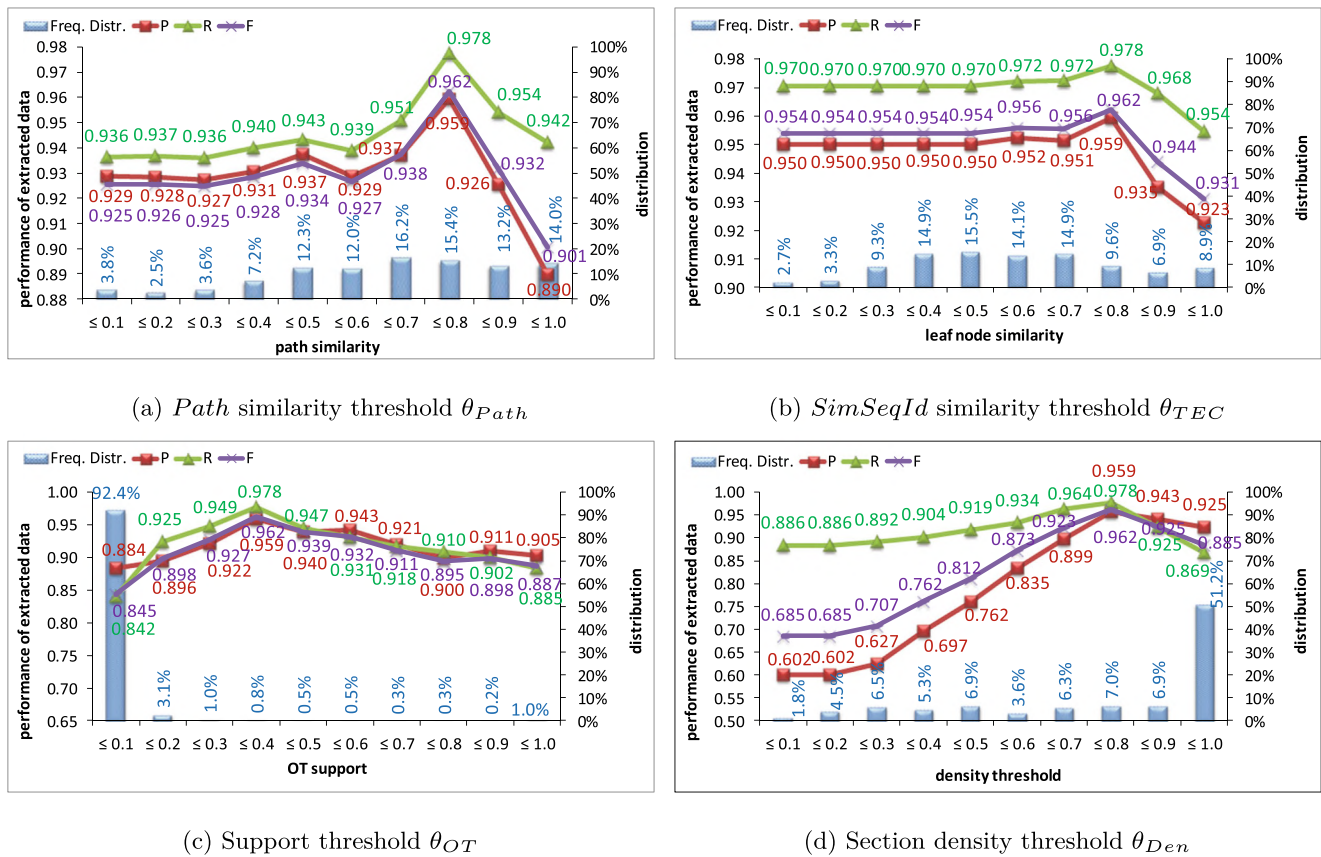 Freq. Distr. P R F
0.98 0.97 0.96 0.95 0.94 0.93 0.92 0.91 0.90 0.89 0.88
performance of extracted data
100% 90% 80% 70% 60% 50% 40% 30% 20% 10% 0%
distribution
0.936 0.937 0.936 0.940 0.943 0.939 0.951 0.978 0.954 0.942
0.929 0.928 0.927 0.931 0.937 0.929 0.937 0.959 0.926 0.890
0.925 0.926 0.925 0.928 0.934 0.927 0.938 0.962 0.932 0.901
3.8% 2.5% 3.6% 7.2% 12.3% 12.0% 16.2% 15.4% 13.2% 14.0%
≤ 0.1 ≤ 0.2 ≤ 0.3 ≤ 0.4 ≤ 0.5 ≤ 0.6 ≤ 0.7 ≤ 0.8 ≤ 0.9 ≤ 1.0
path similarity
(a) Path similarity threshold θPath
Freq. Distr. P R F
0.98 0.97 0.96 0.95 0.94 0.93 0.92 0.91 0.90
performance of extracted data
100% 90% 80% 70% 60% 50% 40% 30% 20% 10% 0%
distribution
0.970 0.970 0.970 0.970 0.970 0.972 0.972 0.978 0.968 0.954
0.954 0.954 0.954 0.954 0.954 0.956 0.956 0.962 0.944 0.931
0.950 0.950 0.950 0.950 0.950 0.952 0.951 0.959 0.935 0.923
2.7% 3.3% 9.3% 14.9% 15.5% 14.1% 14.9% 9.6% 6.9% 8.9%
≤ 0.1 ≤ 0.2 ≤ 0.3 ≤ 0.4 ≤ 0.5 ≤ 0.6 ≤ 0.7 ≤ 0.8 ≤ 0.9 ≤ 1.0
leaf node similarity
(b) SimSeqId similarity threshold θTEC
Freq. Distr. P R F
1.00 0.95 0.90 0.85 0.80 0.75 0.70 0.65
performance of extracted data
100% 90% 80% 70% 60% 50% 40% 30% 20% 10% 0%
distribution
0.884 0.896 0.922 0.959 0.940 0.943 0.921 0.900 0.911 0.905
0.842 0.925 0.949 0.978 0.947 0.931 0.918 0.910 0.902 0.885
0.845 0.898 0.927 0.962 0.939 0.932 0.911 0.895 0.898 0.887
92.4% 3.1% 1.0% 0.8% 0.5% 0.5% 0.3% 0.3% 0.2% 1.0%
≤ 0.1 ≤ 0.2 ≤ 0.3 ≤ 0.4 ≤ 0.5 ≤ 0.6 ≤ 0.7 ≤ 0.8 ≤ 0.9 ≤ 1.0
OT support
(c) Support threshold θOT
Freq. Distr. P R F
1.00 0.95 0.90 0.85 0.80 0.75 0.70 0.65 0.60 0.55 0.50
performance of extracted data
100% 90% 80% 70% 60% 50% 40% 30% 20% 10% 0%
distribution
0.886 0.886 0.892 0.904 0.919 0.934 0.964 0.978 0.925 0.869
0.685 0.685 0.707 0.762 0.812 0.873 0.923 0.962 0.925 0.885
0.602 0.602 0.627 0.697 0.762 0.835 0.899 0.959 0.943 0.925
1.8% 4.5% 6.5% 5.3% 6.9% 3.6% 6.3% 7.0% 6.9% 51.2%
≤ 0.1 ≤ 0.2 ≤ 0.3 ≤ 0.4 ≤ 0.5 ≤ 0.6 ≤ 0.7 ≤ 0.8 ≤ 0.9 ≤ 1.0
density threshold
(d) Section density threshold θDen